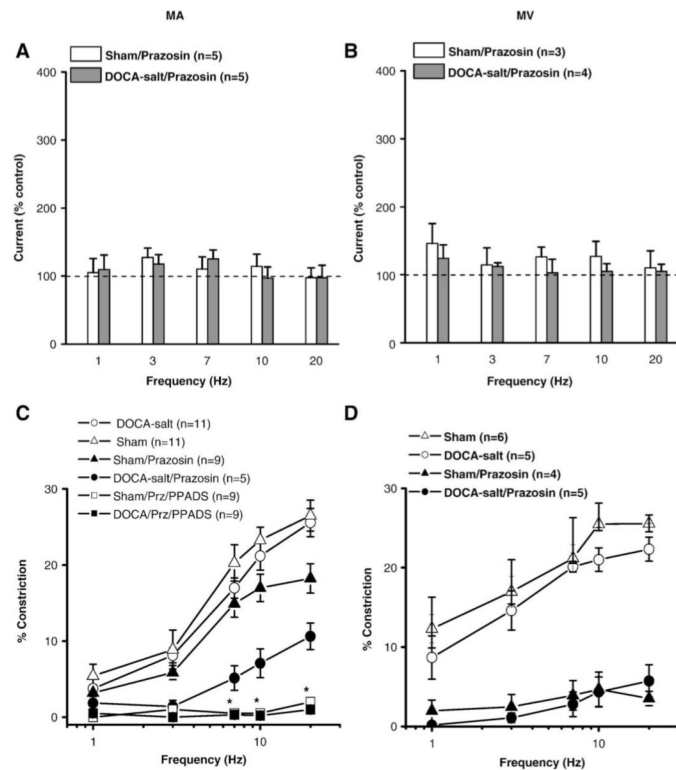 MA
MV
A
Sham/Prazosin (n=5)
DOCA-salt/Prazosin (n=5)
400
300
200
100
0
Current (% control)
1 3 7 10 20
Frequency (Hz)
B
Sham/Prazosin (n=3)
DOCA-salt/Prazosin (n=4)
400
300
200
100
0
Current (% control)
1 3 7 10 20
Frequency (Hz)
C
DOCA-salt (n=11)
Sham (n=11)
Sham/Prazosin (n=9)
DOCA-salt/Prazosin (n=5)
Sham/Prz/PPADS (n=9)
DOCA/Prz/PPADS (n=9)
30
20
10
0
% Constriction
* * *
1 10
Frequency (Hz)
D
Sham (n=6)
DOCA-salt (n=5)
Sham/Prazosin (n=4)
DOCA-salt/Prazosin (n=5)
30
20
10
0
% Constriction
1 10
Frequency (Hz)